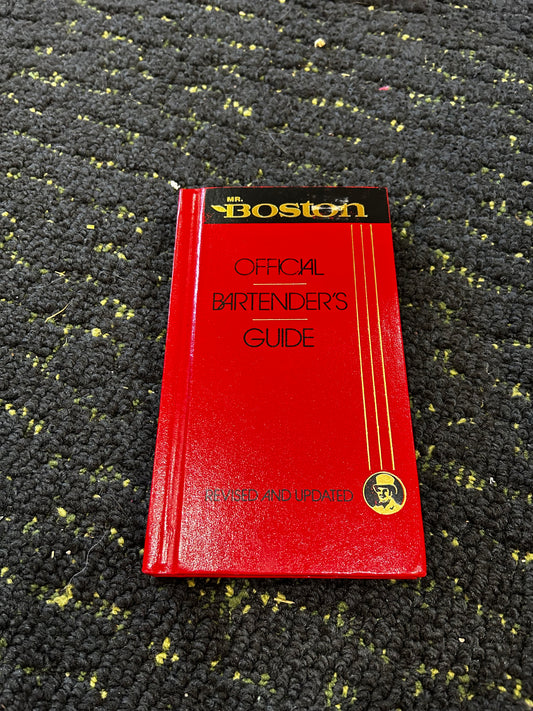 MR.
BOSTON
OFFICIAL
BARTENDER'S
GUIDE
REVISED AND UPDATED